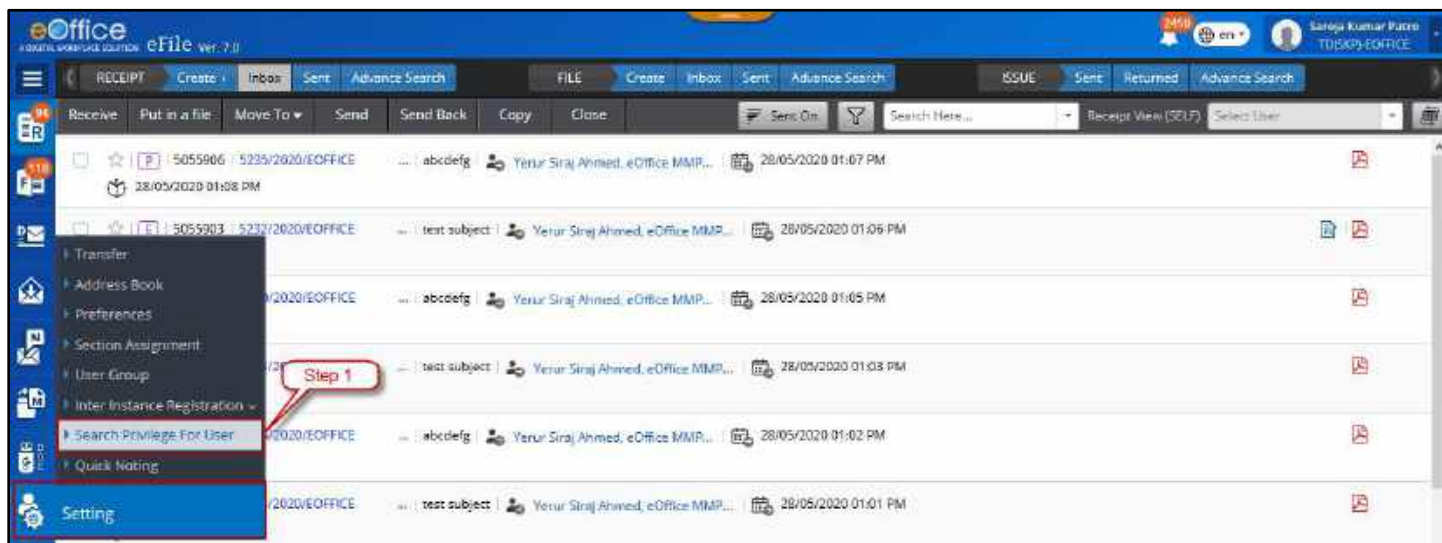 eOffice
A DIGITAL WORKPLACE SOLUTION eFile Ver. 7.0
2450 en Saroja Kumar Patro
EOFFICE
RECEIPT Create Inbox Sent Advance Search FILE Create Inbox Sent Advance Search ISSUE Sent Returned Advance Search
Receive Put in a file Move To Send Send Back Copy Close Sent On Search Here... Receipt View (SELF) Select User
P 5055906 5235/2020/EOFFICE ... abcdefg Yerur Siraj Ahmed, eOffice MMP... 28/05/2020 01:07 PM
28/05/2020 01:08 PM
E 5055903 5232/2020/EOFFICE ... test subject Yerur Siraj Ahmed, eOffice MMP... 28/05/2020 01:06 PM
Transfer
Address Book /2020/EOFFICE ... abcdefg Yerur Siraj Ahmed, eOffice MMP... 28/05/2020 01:05 PM
Preferences
Section Assignment
User Group Step 1 ... test subject Yerur Siraj Ahmed, eOffice MMP... 28/05/2020 01:03 PM
Inter Instance Registration
Search Privilege For User /2020/EOFFICE ... abcdefg Yerur Siraj Ahmed, eOffice MMP... 28/05/2020 01:02 PM
Quick Noting
Setting /2020/EOFFICE ... test subject Yerur Siraj Ahmed, eOffice MMP... 28/05/2020 01:01 PM